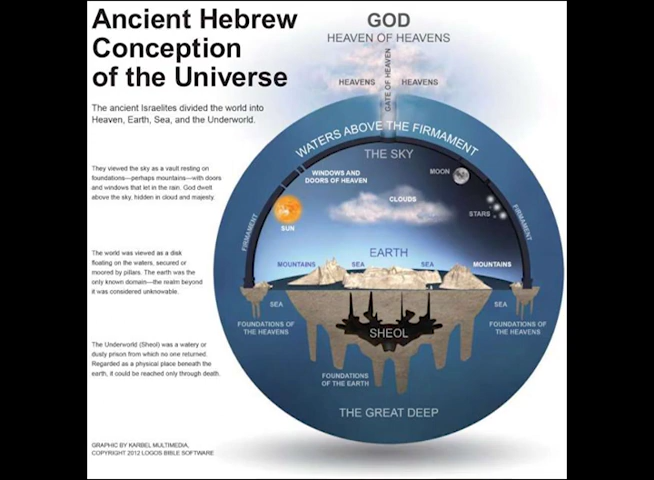 Ancient Hebrew
Conception
of the Universe
The ancient Israelites divided the world into
Heaven, Earth, Sea, and the Underworld.
They viewed the sky as a vault resting on
foundations—perhaps mountains—with doors
and windows that let in the rain. God dwelt
above the sky, hidden in cloud and majesty.
The world was viewed as a disk
floating on the waters, secured or
moored by pillars. The earth was the
only known domain—the realm beyond
it was considered unknowable.
The Underworld (Sheol) was a watery or
dusty prison from which no one returned.
Regarded as a physical place beneath the
earth, it could be reached only through death.
GRAPHIC BY KARBEL MULTIMEDIA,
COPYRIGHT 2012 LOGOS BIBLE SOFTWARE
GOD
HEAVEN OF HEAVENS
HEAVENS
GATE OF HEAVEN
HEAVENS
WATERS ABOVE THE FIRMAMENT
THE SKY
WINDOWS AND
DOORS OF HEAVEN
MOON
CLOUDS
STARS
SUN
FIRMAMENT
FIRMAMENT
EARTH
MOUNTAINS
SEA
SEA
MOUNTAINS
SEA
SEA
FOUNDATIONS OF
THE HEAVENS
SHEOL
FOUNDATIONS OF
THE HEAVENS
FOUNDATIONS
OF THE EARTH
THE GREAT DEEP